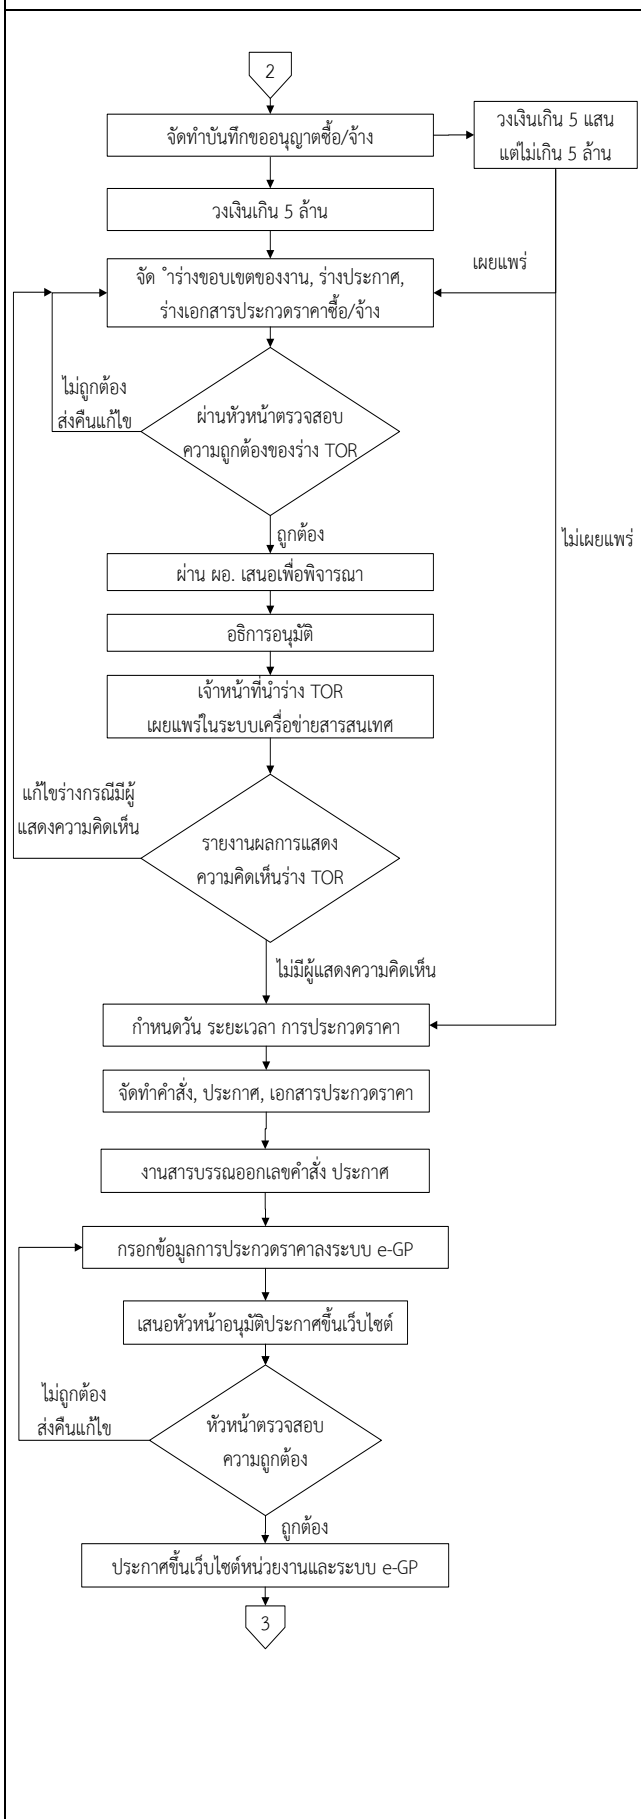 2
จัดทำบันทึกขออนุญาตซื้อ/จ้าง
วงเงินเกิน 5 แสน
แต่ไม่เกิน 5 ล้าน
วงเงินเกิน 5 ล้าน
เผยแพร่
จัด ำร่างขอบเขตของงาน, ร่างประกาศ,
ร่างเอกสารประกวดราคาซื้อ/จ้าง
ไม่ถูกต้อง
ส่งคืนแก้ไข
ผ่านหัวหน้าตรวจสอบ
ความถูกต้องของร่าง TOR
ถูกต้อง
ไม่เผยแพร่
ผ่าน ผอ. เสนอเพื่อพิจารณา
อธิการอนุมัติ
เจ้าหน้าที่นำร่าง TOR
เผยแพร่ในระบบเครือข่ายสารสนเทศ
แก้ไขร่างกรณีมีผู้
แสดงความคิดเห็น
รายงานผลการแสดง
ความคิดเห็นร่าง TOR
ไม่มีผู้แสดงความคิดเห็น
กำหนดวัน ระยะเวลา การประกวดราคา
จัดทำคำสั่ง, ประกาศ, เอกสารประกวดราคา
งานสารบรรณออกเลขคำสั่ง ประกาศ
กรอกข้อมูลการประกวดราคาลงระบบ e-GP
เสนอหัวหน้าอนุมัติประกาศขึ้นเว็บไซต์
ไม่ถูกต้อง
ส่งคืนแก้ไข
หัวหน้าตรวจสอบ
ความถูกต้อง
ถูกต้อง
ประกาศขึ้นเว็บไซต์หน่วยงานและระบบ e-GP
3